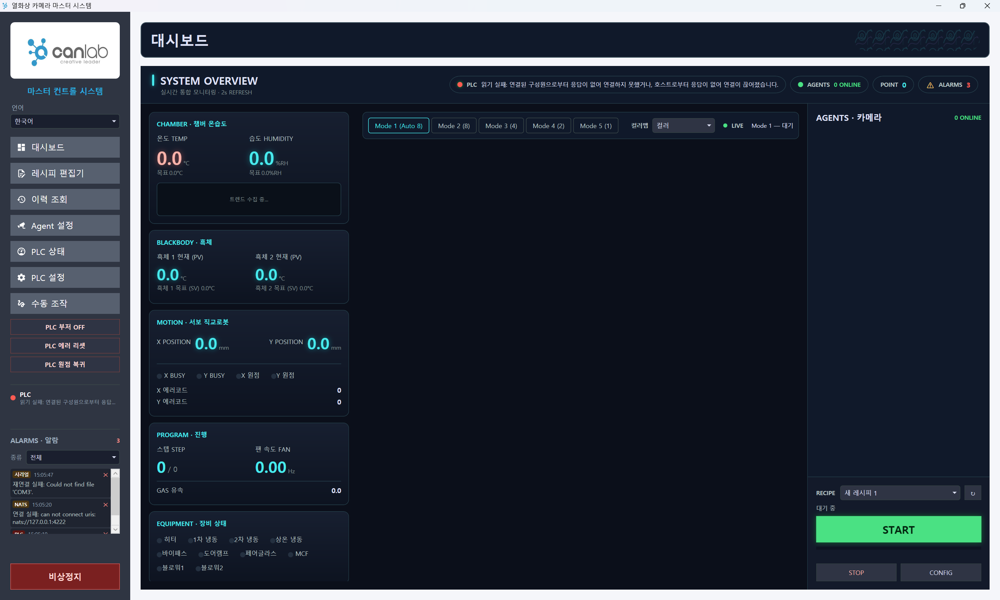 열화상 카메라 마스터 시스템
canlab
creative leader
마스터 컨트롤 시스템
언어
한국어
대시보드
레시피 편집기
이력 조회
Agent 설정
PLC 상태
PLC 설정
수동 조작
PLC 부저 OFF
PLC 에러 리셋
PLC 원점 복귀
PLC
읽기 실패: 연결된 구성원으로부터 응답...
ALARMS · 알람 3
종류 전체
시리얼 15:05:47
재연결 실패: Could not find file
'COM3'.
NATS 15:05:20
연결 실패: can not connect uris:
nats://127.0.0.1:4222
PLC 15:05:19
비상정지
대시보드
SYSTEM OVERVIEW
실시간 통합 모니터링 · 2s REFRESH
PLC 읽기 실패: 연결된 구성원으로부터 응답이 없어 연결하지 못했거나, 호스트로부터 응답이 없어 연결이 끊어졌습니다.
AGENTS 0 ONLINE
POINT 0
ALARMS 3
CHAMBER · 챔버 온습도
온도 TEMP 습도 HUMIDITY
0.0 °C 0.0 %RH
목표 0.0°C 목표 0.0%RH
트렌드 수집 중...
BLACKBODY · 흑체
흑체 1 현재 (PV) 흑체 2 현재 (PV)
0.0 °C 0.0 °C
흑체 1 목표 (SV) 0.0°C 흑체 2 목표 (SV) 0.0°C
MOTION · 서보 직교로봇
X POSITION 0.0 mm Y POSITION 0.0 mm
X BUSY Y BUSY X 원점 Y 원점
X 에러코드 0
Y 에러코드 0
PROGRAM · 진행
스텝 STEP 팬 속도 FAN
0 / 0 0.00 Hz
GAS 유속 0.0
EQUIPMENT · 장비 상태
히터 1차 냉동 2차 냉동 상온 냉동
바이패스 도어램프 페어글라스 MCF
블로워1 블로워2
Mode 1 (Auto 8) Mode 2 (8) Mode 3 (4) Mode 4 (2) Mode 5 (1) 컬러맵 컬러 LIVE Mode 1 — 대기
AGENTS · 카메라 0 ONLINE
RECIPE 새 레시피 1 ↻
대기 중
START
STOP CONFIG